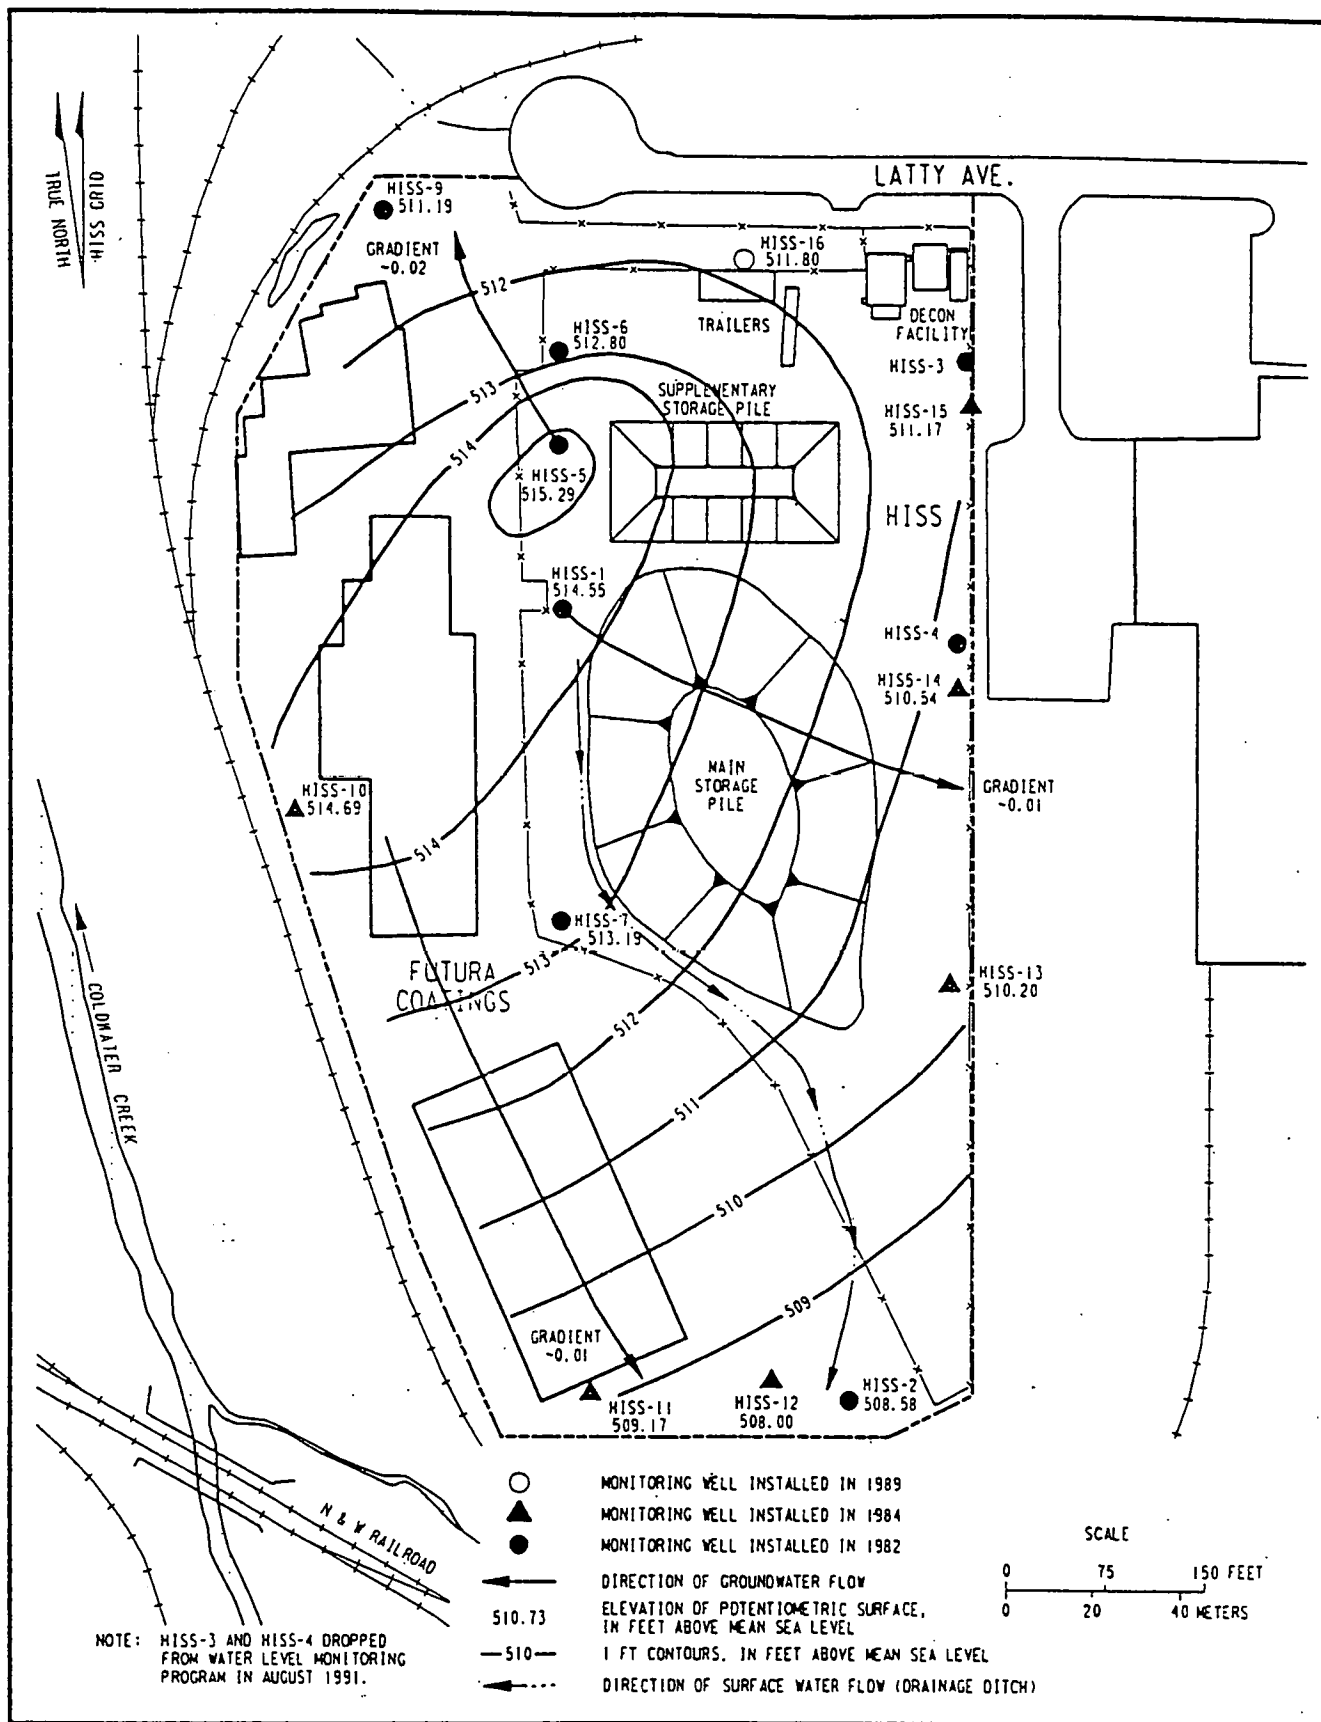 LATTY AVE.
HISS GRID
TRUE NORTH
HISS-9
511.19
GRADIENT
~0.02
HISS-16
511.80
512
TRAILERS
DECON
FACILITY
HISS-6
512.80
HISS-3
513
SUPPLEMENTARY
STORAGE PILE
HISS-15
511.17
514
HISS-5
515.29
HISS
HISS-1
514.55
HISS-4
HISS-14
510.54
MAIN
STORAGE
PILE
GRADIENT
~0.01
HISS-10
514.69
514
HISS-7
513.19
513
FUTURA
COATINGS
HISS-13
510.20
512
COLDWATER CREEK
511
510
509
GRADIENT
~0.01
HISS-11
509.17
HISS-12
508.00
HISS-2
508.58
N & W RAILROAD
MONITORING WELL INSTALLED IN 1989
MONITORING WELL INSTALLED IN 1984
MONITORING WELL INSTALLED IN 1982
DIRECTION OF GROUNDWATER FLOW
510.73 ELEVATION OF POTENTIOMETRIC SURFACE,
IN FEET ABOVE MEAN SEA LEVEL
—510— 1 FT CONTOURS, IN FEET ABOVE MEAN SEA LEVEL
DIRECTION OF SURFACE WATER FLOW (DRAINAGE DITCH)
SCALE
0 75 150 FEET
0 20 40 METERS
NOTE: HISS-3 AND HISS-4 DROPPED
FROM WATER LEVEL MONITORING
PROGRAM IN AUGUST 1991.